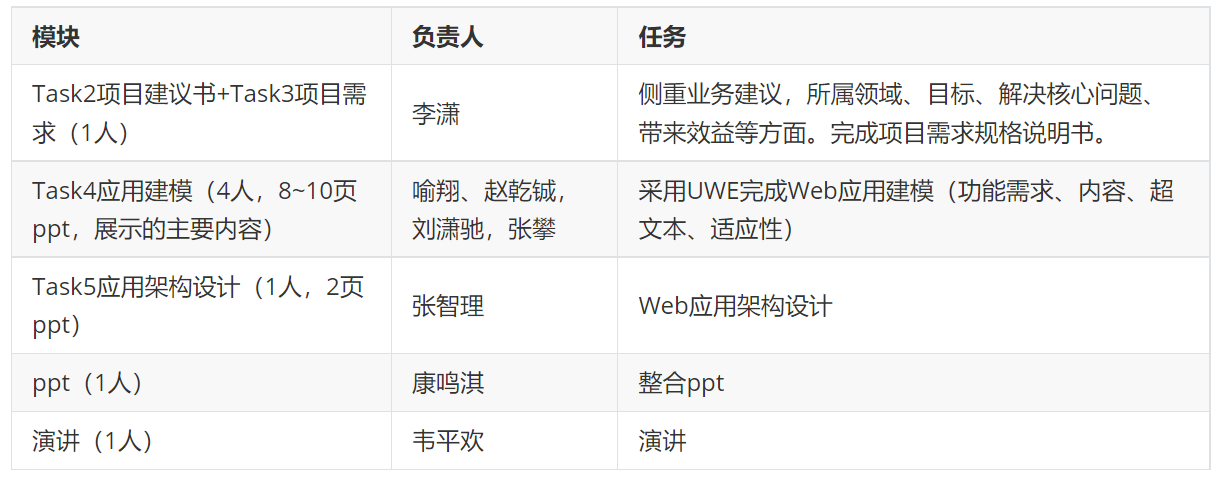 模块
负责人
任务
Task2项目建议书+Task3项目需
求（1人）
李潇
侧重业务建议，所属领域、目标、解决核心问题、
带来效益等方面。完成项目需求规格说明书。
Task4应用建模（4人，8~10页
ppt，展示的主要内容）
喻翔、赵乾铖，
刘潇驰，张攀
采用UWE完成Web应用建模（功能需求、内容、超
文本、适应性）
Task5应用架构设计（1人，2页
ppt）
张智理
Web应用架构设计
ppt（1人）
康鸣淇
整合ppt
演讲（1人）
韦平欢
演讲